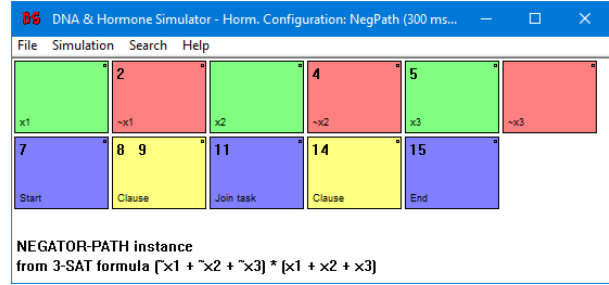 DS DNA & Hormone Simulator - Horm. Configuration: NegPath (300 ms...
File Simulation Search Help
2 4 5
x1 ~x1 x2 ~x2 x3 ~x3
7 8 9 11 14 15
Start Clause Join task Clause End
NEGATOR-PATH instance
from 3-SAT formula (~x1 + ~x2 + ~x3) * (x1 + x2 + x3)